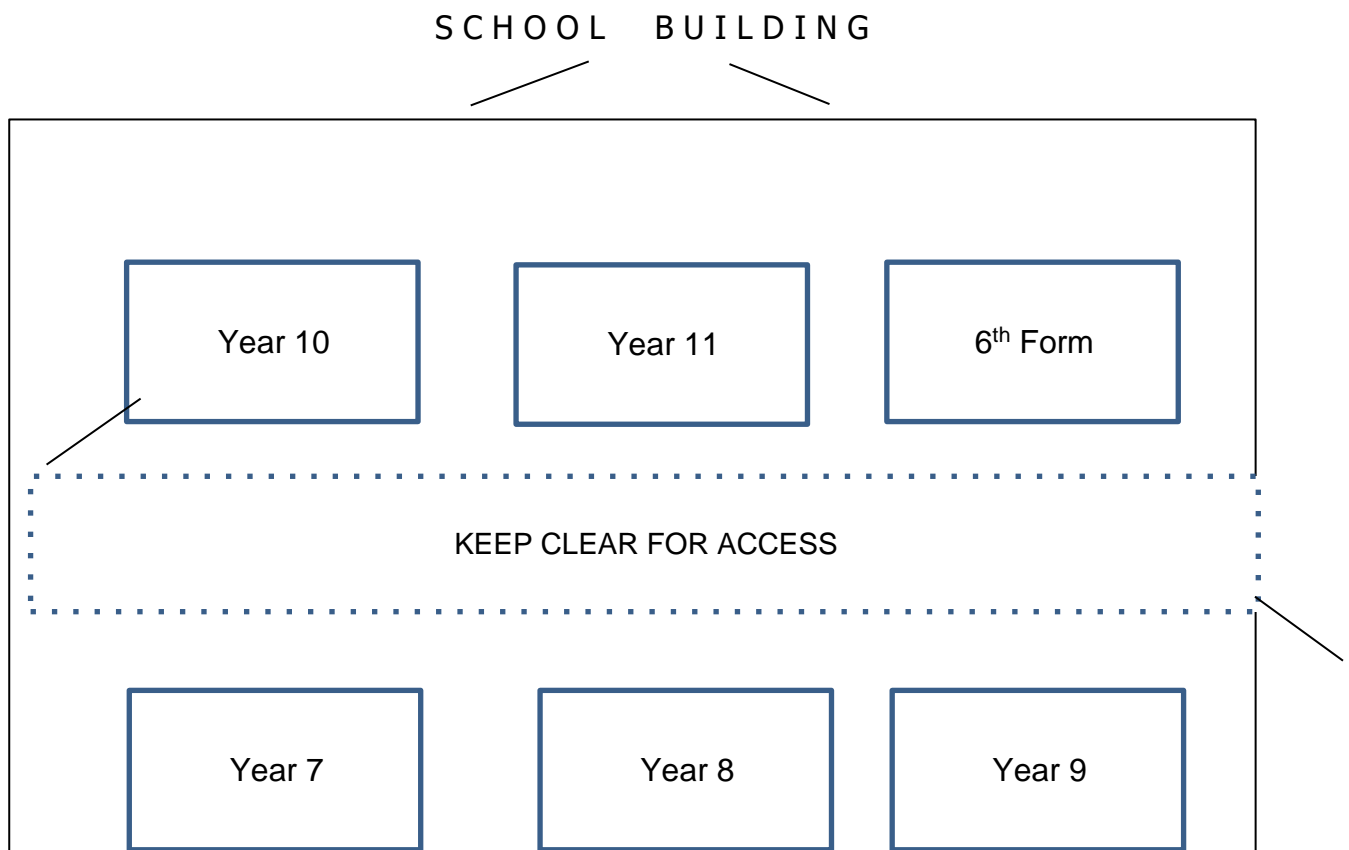 SCHOOL BUILDING
Year 10 Year 11 6th Form
KEEP CLEAR FOR ACCESS
Year 7 Year 8 Year 9